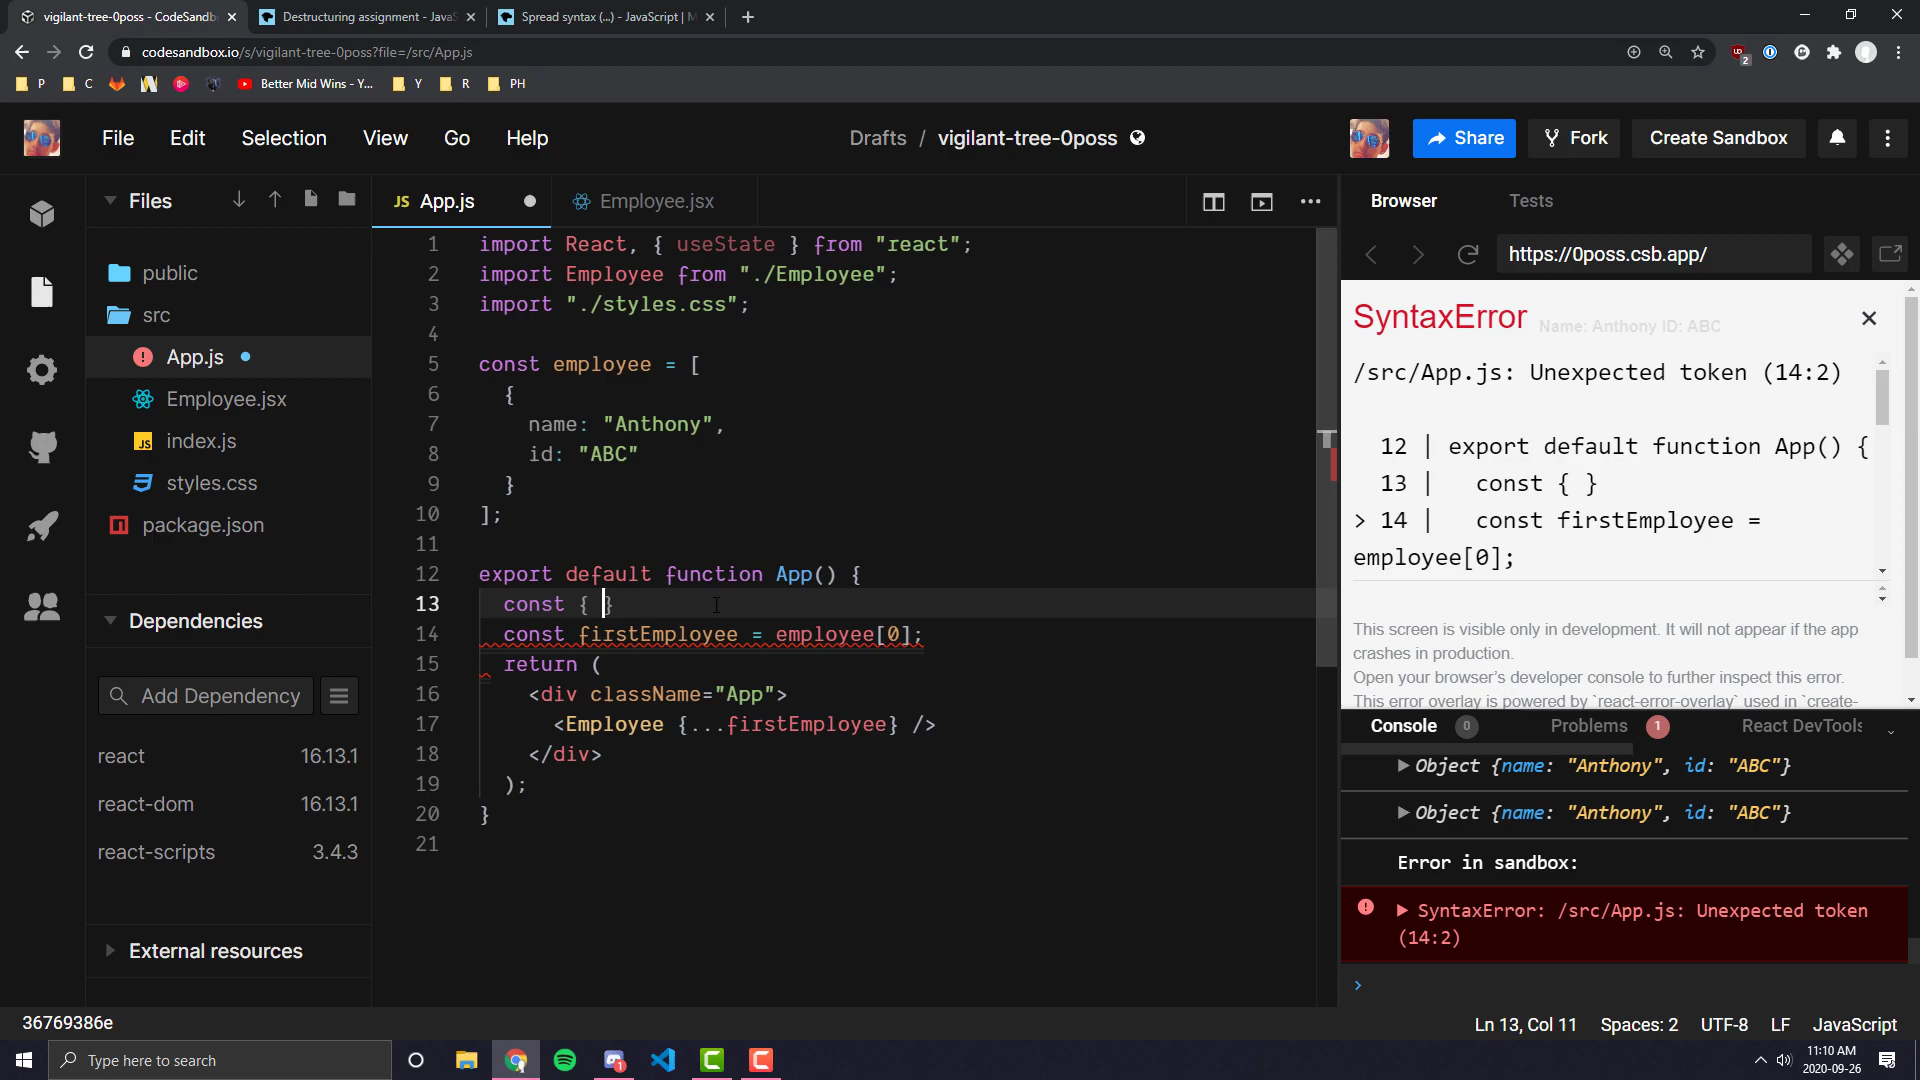 vigilant-tree-0poss - CodeSandb
Destructuring assignment - JavaS
Spread syntax (...) - JavaScript | M
codesandbox.io/s/vigilant-tree-0poss?file=/src/App.js
2
P
C
Better Mid Wins - Y...
Y
R
PH
File
Edit
Selection
View
Go
Help
Drafts / vigilant-tree-0poss
Share
Fork
Create Sandbox
Files
public
src
App.js
Employee.jsx
index.js
styles.css
package.json
Dependencies
Add Dependency
react 16.13.1
react-dom 16.13.1
react-scripts 3.4.3
External resources
JS App.js
Employee.jsx
1 import React, { useState } from "react";
2 import Employee from "./Employee";
3 import "./styles.css";
4
5 const employee = [
6 {
7 name: "Anthony",
8 id: "ABC"
9 }
10 ];
11
12 export default function App() {
13 const { }
14 const firstEmployee = employee[0];
15 return (
16 <div className="App">
17 <Employee {...firstEmployee} />
18 </div>
19 );
20 }
21
Browser
Tests
https://0poss.csb.app/
SyntaxError
Name: Anthony ID: ABC
/src/App.js: Unexpected token (14:2)
12 | export default function App() {
13 | const { }
> 14 | const firstEmployee =
employee[0];
This screen is visible only in development. It will not appear if the app
crashes in production.
Open your browser's developer console to further inspect this error.
This error overlay is powered by `react-error-overlay` used in `create-
Console 0
Problems 1
React DevTools
Object {name: "Anthony", id: "ABC"}
Object {name: "Anthony", id: "ABC"}
Error in sandbox:
SyntaxError: /src/App.js: Unexpected token
(14:2)
36769386e
Ln 13, Col 11
Spaces: 2
UTF-8
LF
JavaScript
Type here to search
11:10 AM
2020-09-26